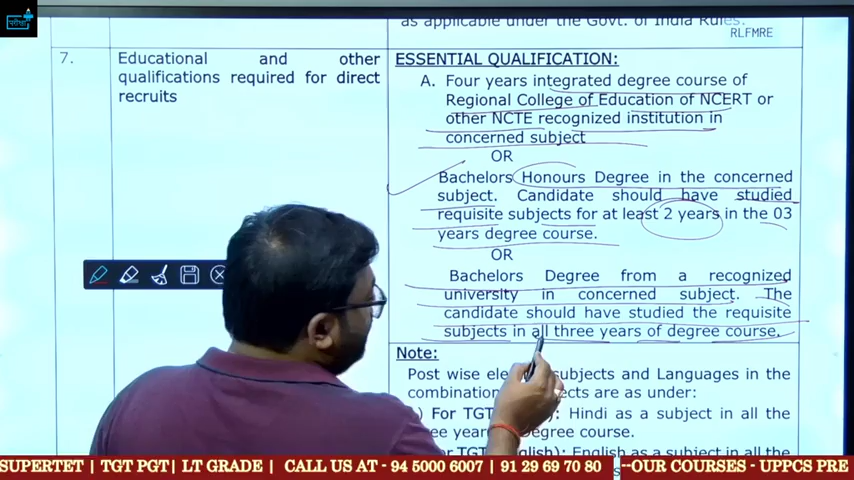 परीक्षा
as applicable under the Govt. of India Rules.
RLFMRE
7.
Educational and other
qualifications required for direct
recruits
ESSENTIAL QUALIFICATION:
A. Four years integrated degree course of
Regional College of Education of NCERT or
other NCTE recognized institution in
concerned subject
OR
Bachelors Honours Degree in the concerned
subject. Candidate should have studied
requisite subjects for at least 2 years in the 03
years degree course.
OR
Bachelors Degree from a recognized
university in concerned subject. The
candidate should have studied the requisite
subjects in all three years of degree course.
Note:
Post wise subjects and Languages in the
combination are as under:
For TGT Hindi as a subject in all the
years degree course.
English as a subject in all the
SUPERTET | TGT PGT| LT GRADE | CALL US AT - 94 5000 6007 | 91 29 69 70 80 --OUR COURSES - UPPCS PRE